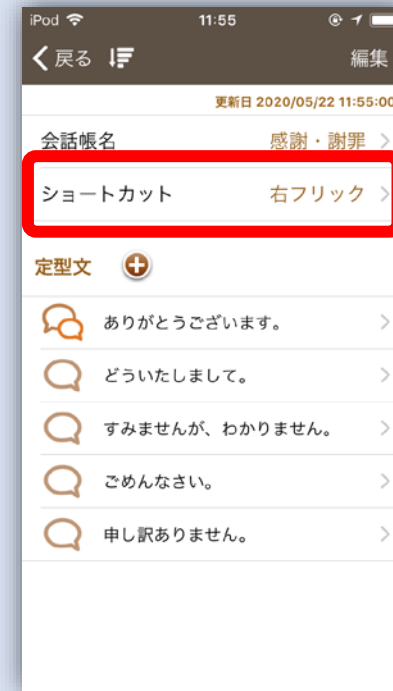 iPod 11:55
戻る 編集
更新日 2020/05/22 11:55:00
会話帳名 感謝・謝罪
ショートカット 右フリック
定型文
ありがとうございます。
どういたしまして。
すみませんが、わかりません。
ごめんなさい。
申し訳ありません。